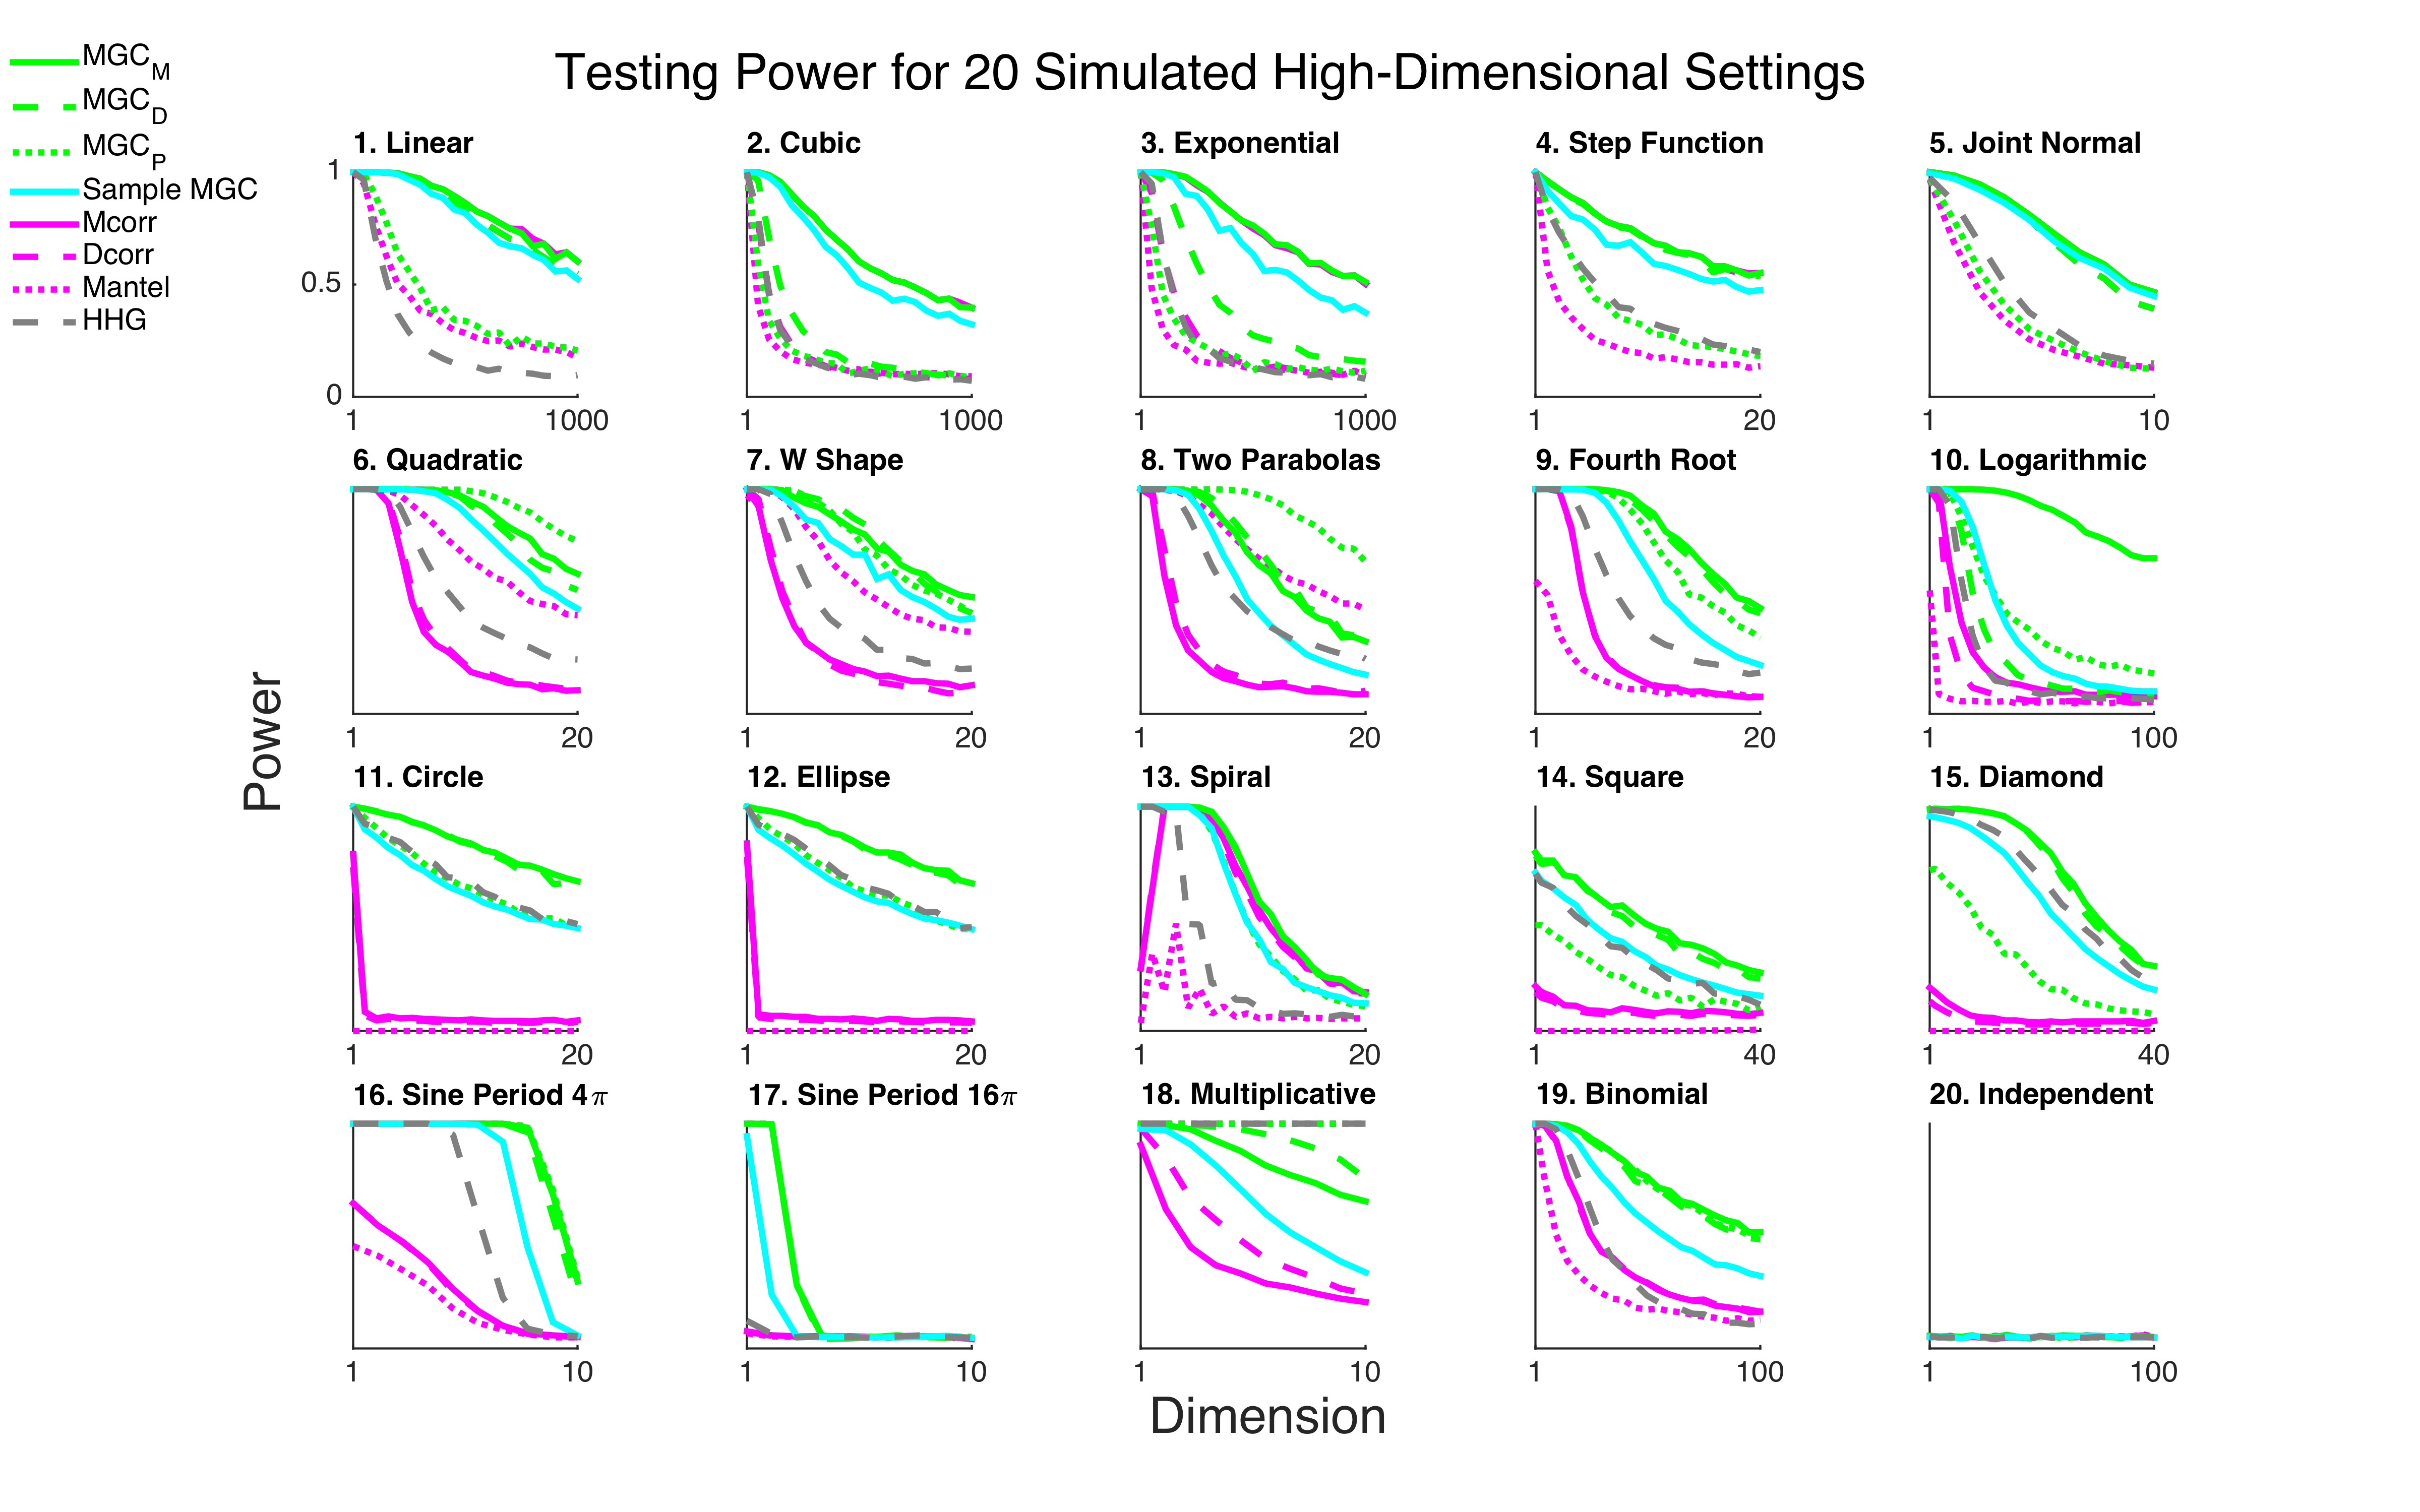 Testing Power for 20 Simulated High-Dimensional Settings
MGC_M
MGC_D
MGC_P
Sample MGC
Mcorr
Dcorr
Mantel
HHG
1. Linear
2. Cubic
3. Exponential
4. Step Function
5. Joint Normal
1
0.5
0
1 1000
1 1000
1 1000
1 20
1 10
6. Quadratic
7. W Shape
8. Two Parabolas
9. Fourth Root
10. Logarithmic
1 20
1 20
1 20
1 20
1 100
Power
11. Circle
12. Ellipse
13. Spiral
14. Square
15. Diamond
1 20
1 20
1 20
1 40
1 40
16. Sine Period 4π
17. Sine Period 16π
18. Multiplicative
19. Binomial
20. Independent
1 10
1 10
1 10
1 100
1 100
Dimension